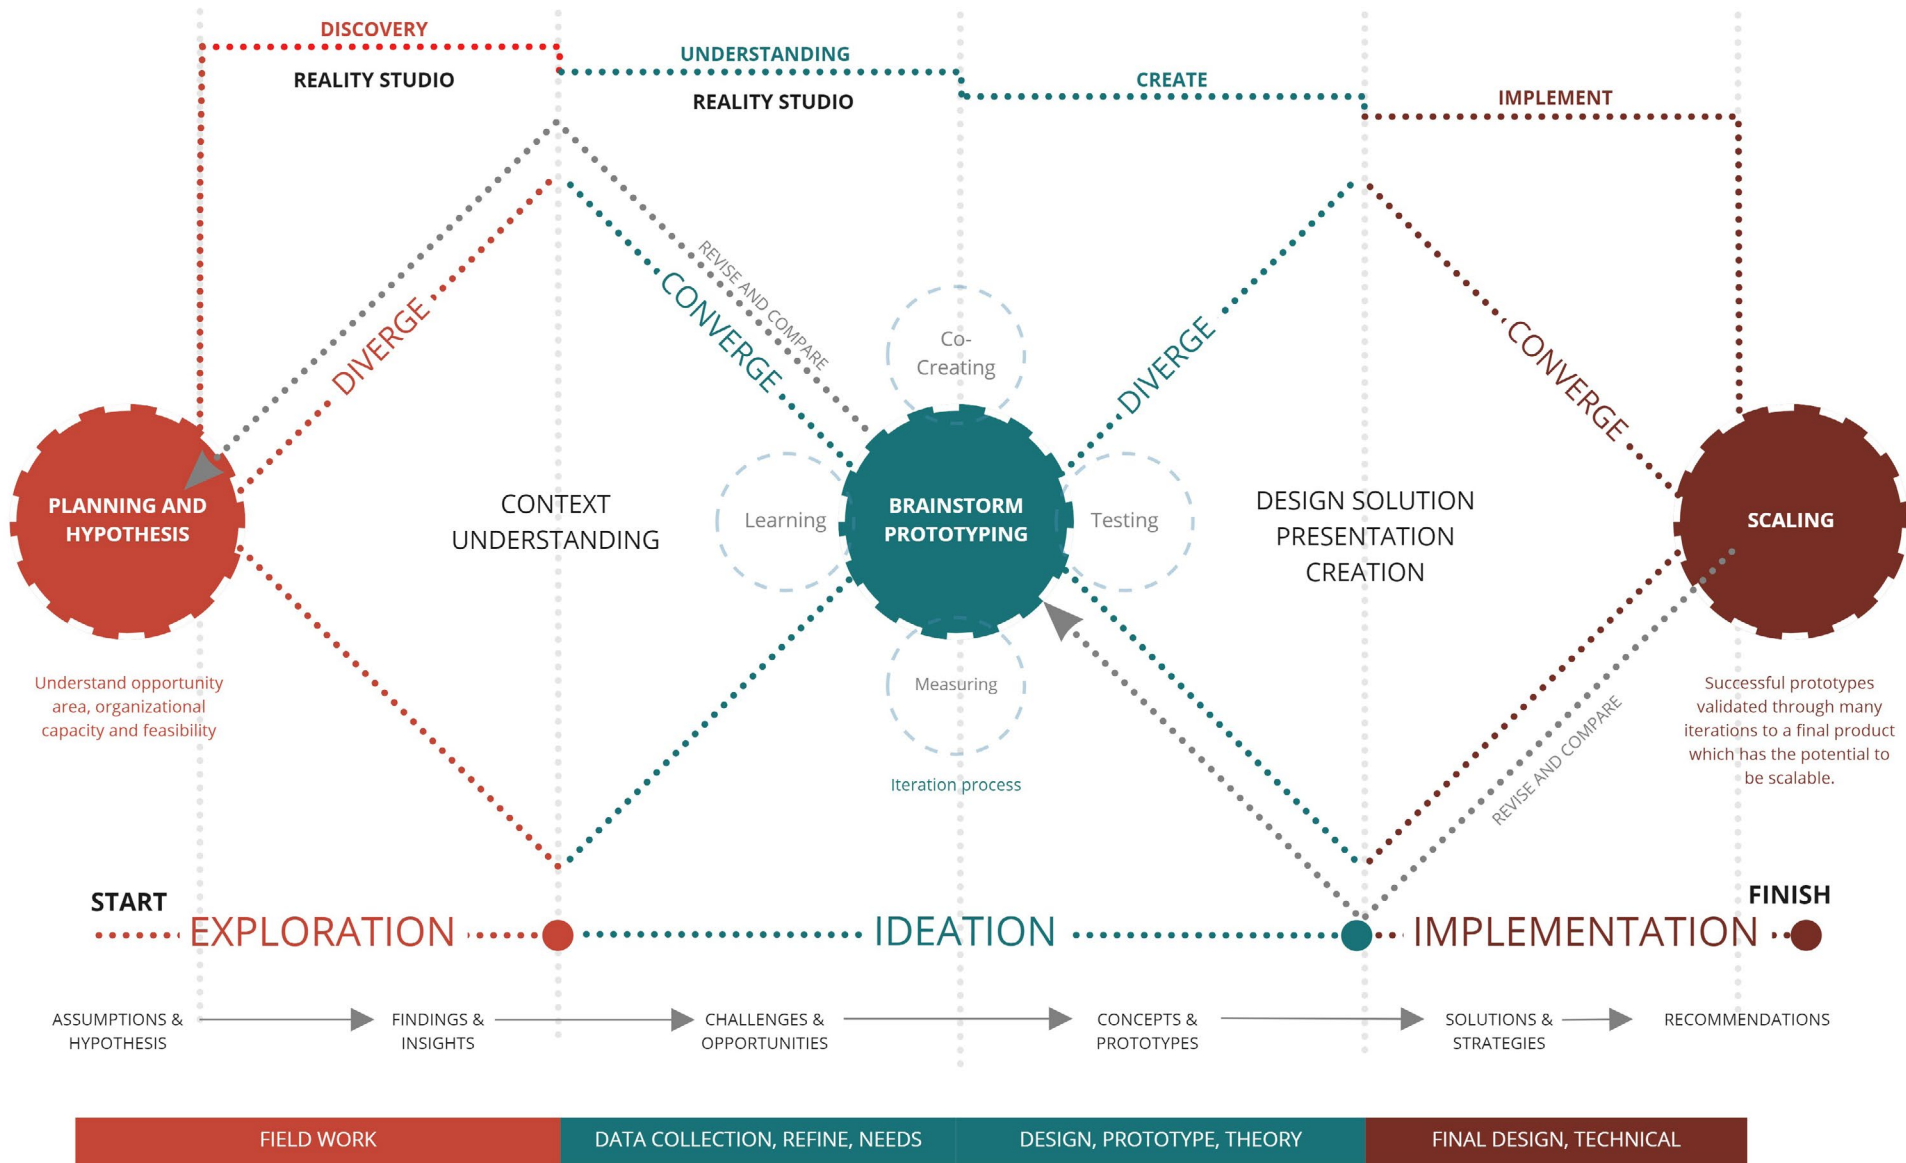 DISCOVERY
REALITY STUDIO
UNDERSTANDING
REALITY STUDIO
CREATE
IMPLEMENT
DIVERGE
CONVERGE
REVISE AND COMPARE
DIVERGE
CONVERGE
Co-
Creating
Learning
Testing
Measuring
Iteration process
PLANNING AND
HYPOTHESIS
CONTEXT
UNDERSTANDING
BRAINSTORM
PROTOTYPING
DESIGN SOLUTION
PRESENTATION
CREATION
SCALING
Understand opportunity
area, organizational
capacity and feasibility
REVISE AND COMPARE
Successful prototypes
validated through many
iterations to a final product
which has the potential to
be scalable.
START
EXPLORATION
IDEATION
IMPLEMENTATION
FINISH
ASSUMPTIONS &
HYPOTHESIS
FINDINGS &
INSIGHTS
CHALLENGES &
OPPORTUNITIES
CONCEPTS &
PROTOTYPES
SOLUTIONS &
STRATEGIES
RECOMMENDATIONS
FIELD WORK
DATA COLLECTION, REFINE, NEEDS
DESIGN, PROTOTYPE, THEORY
FINAL DESIGN, TECHNICAL